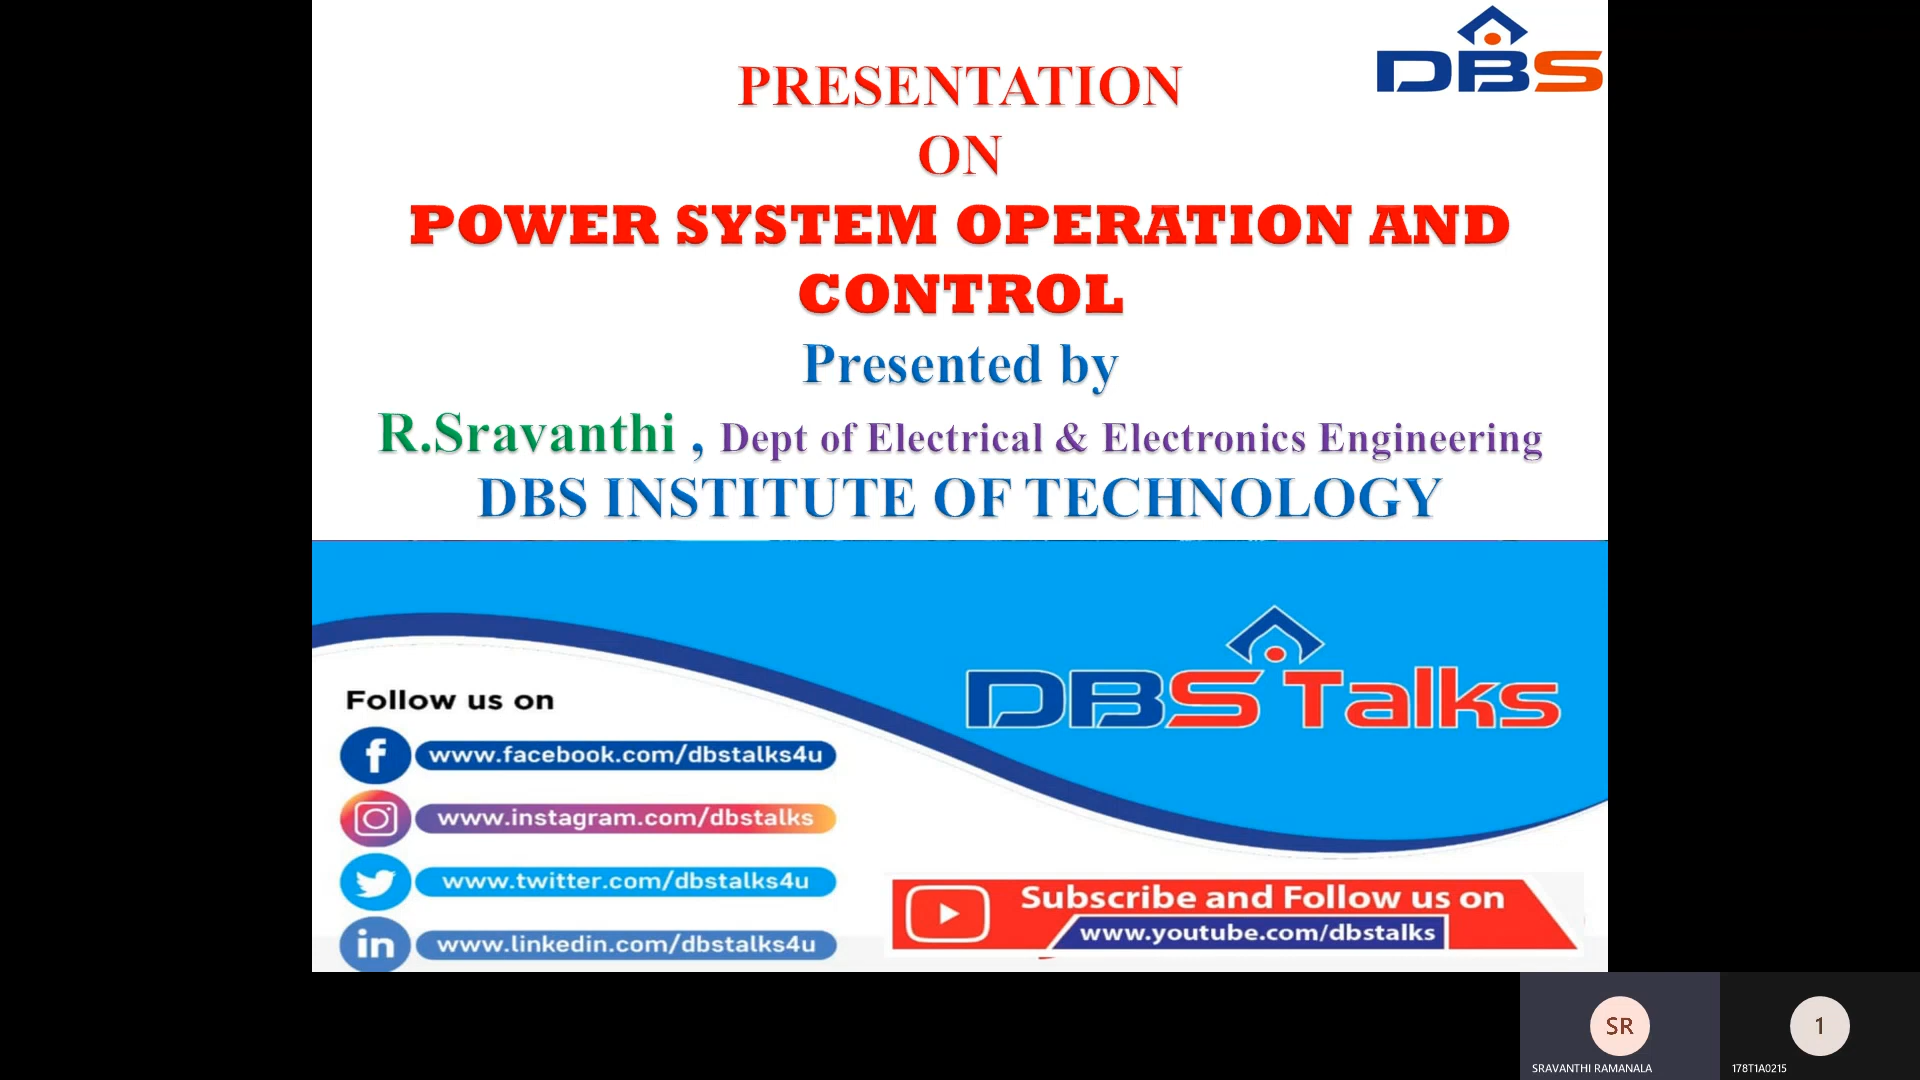 DBS
PRESENTATION
ON
POWER SYSTEM OPERATION AND
CONTROL
Presented by
R.Sravanthi , Dept of Electrical & Electronics Engineering
DBS INSTITUTE OF TECHNOLOGY
DBS Talks
Follow us on
f www.facebook.com/dbstalks4u
www.instagram.com/dbstalks
www.twitter.com/dbstalks4u
in www.linkedin.com/dbstalks4u
Subscribe and Follow us on
www.youtube.com/dbstalks
SR
SRAVANTHI RAMANALA
1
178T1A0215